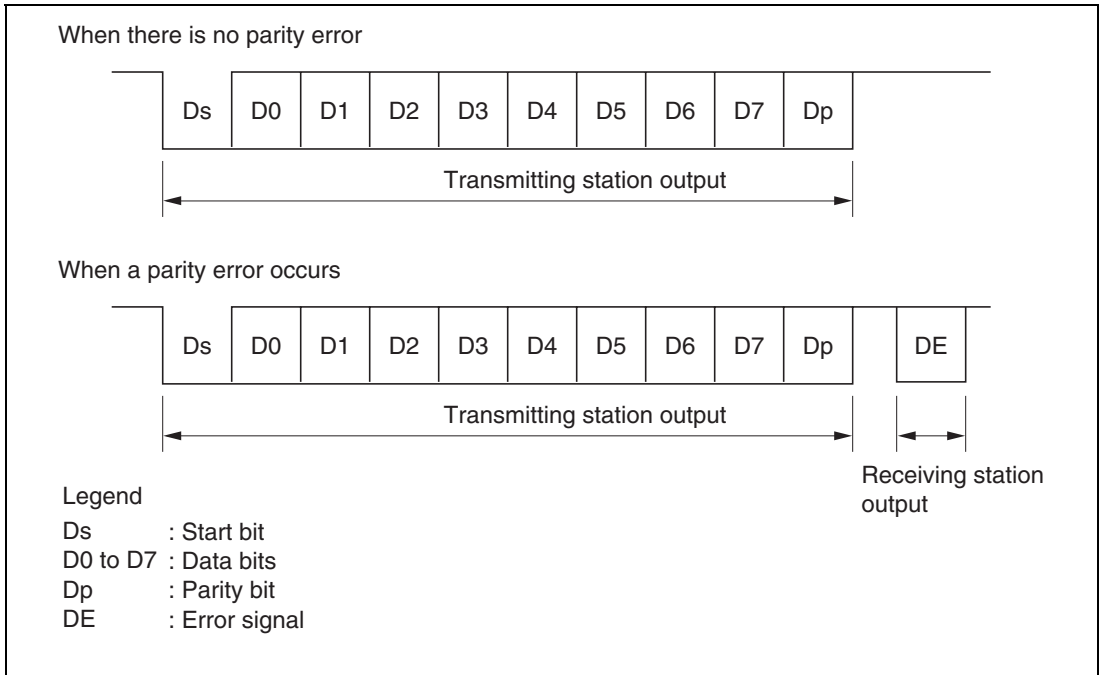 When there is no parity error
Ds D0 D1 D2 D3 D4 D5 D6 D7 Dp
Transmitting station output
When a parity error occurs
Ds D0 D1 D2 D3 D4 D5 D6 D7 Dp DE
Transmitting station output
Receiving station
output
Legend
Ds : Start bit
D0 to D7 : Data bits
Dp : Parity bit
DE : Error signal